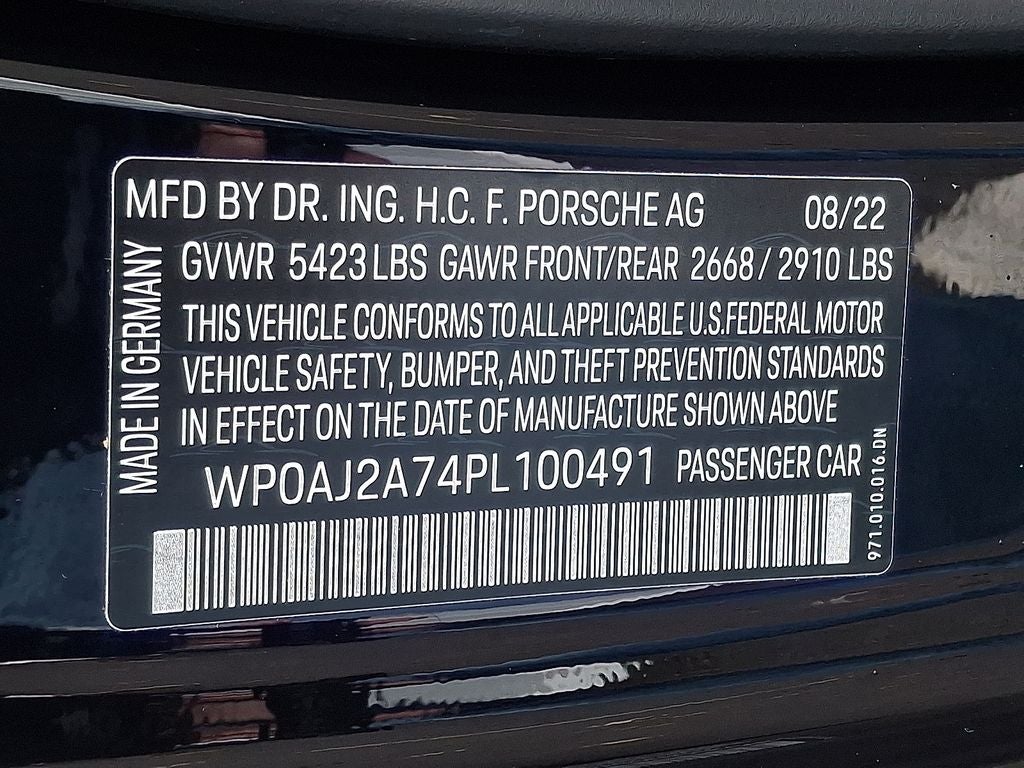 MFD BY DR. ING. H.C. F. PORSCHE AG 08/22
GVWR 5423 LBS GAWR FRONT/REAR 2668 / 2910 LBS
THIS VEHICLE CONFORMS TO ALL APPLICABLE U.S.FEDERAL MOTOR
VEHICLE SAFETY, BUMPER, AND THEFT PREVENTION STANDARDS
IN EFFECT ON THE DATE OF MANUFACTURE SHOWN ABOVE
WP0AJ2A74PL100491 PASSENGER CAR
MADE IN GERMANY
971.010.016.DN